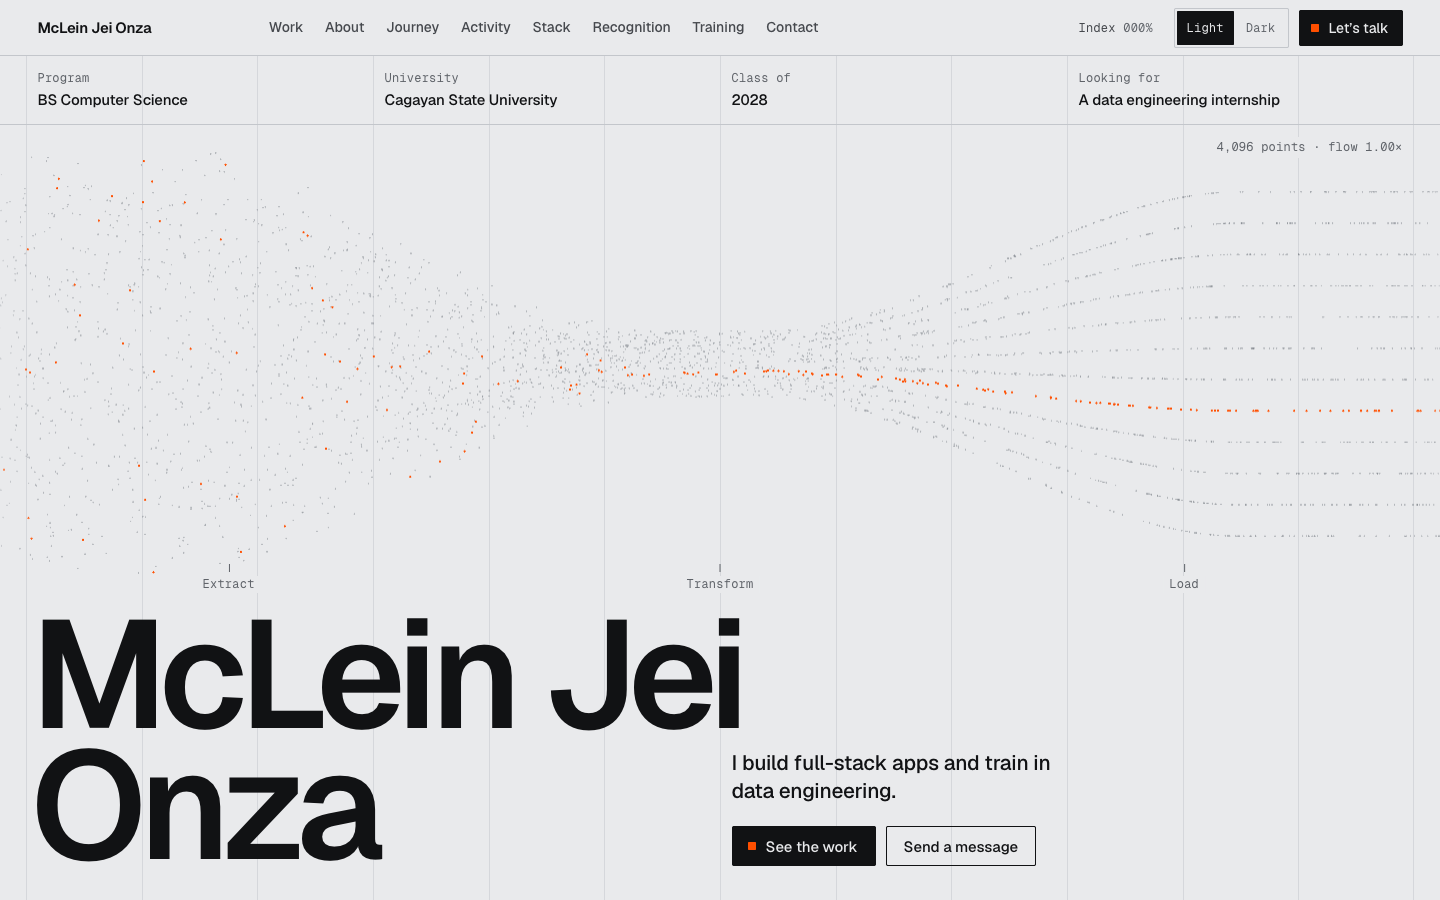 McLein Jei Onza
Work About Journey Activity Stack Recognition Training Contact
Index 000%
Light Dark
Let's talk
Program
BS Computer Science
University
Cagayan State University
Class of
2028
Looking for
A data engineering internship
4,096 points · flow 1.00×
Extract
Transform
Load
McLein Jei
Onza
I build full-stack apps and train in
data engineering.
See the work
Send a message